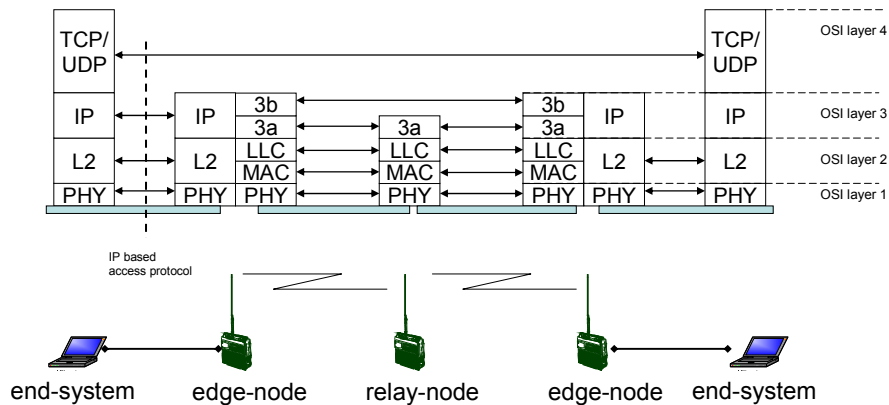 TCP/
UDP
TCP/
UDP
OSI layer 4
IP
IP
3b
3a
3a
3b
3a
IP
IP
OSI layer 3
L2
L2
LLC
MAC
LLC
MAC
LLC
MAC
L2
L2
OSI layer 2
PHY
PHY
PHY
PHY
PHY
PHY
PHY
OSI layer 1
IP based
access protocol
end-system
edge-node
relay-node
edge-node
end-system